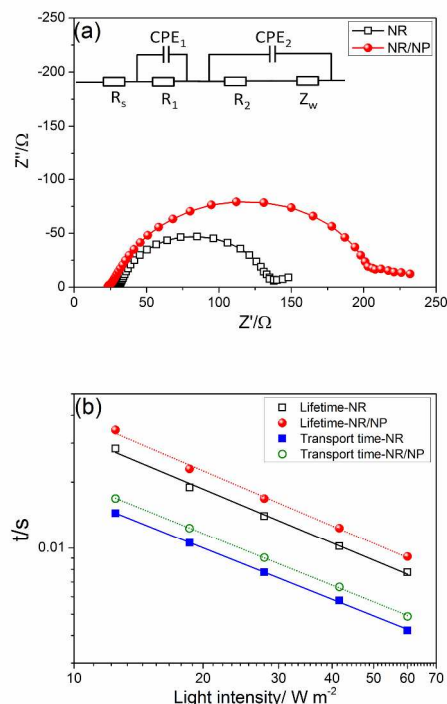 (a)
CPE1
CPE2
Rs
R1
R2
Zw
NR
NR/NP
-250
-200
-150
-100
-50
0
Z''/Ω
0
50
100
150
200
250
Z'/Ω
(b)
Lifetime-NR
Lifetime-NR/NP
Transport time-NR
Transport time-NR/NP
0.01
t/s
10
20
30
40
50
60
70
Light intensity/ W m-2